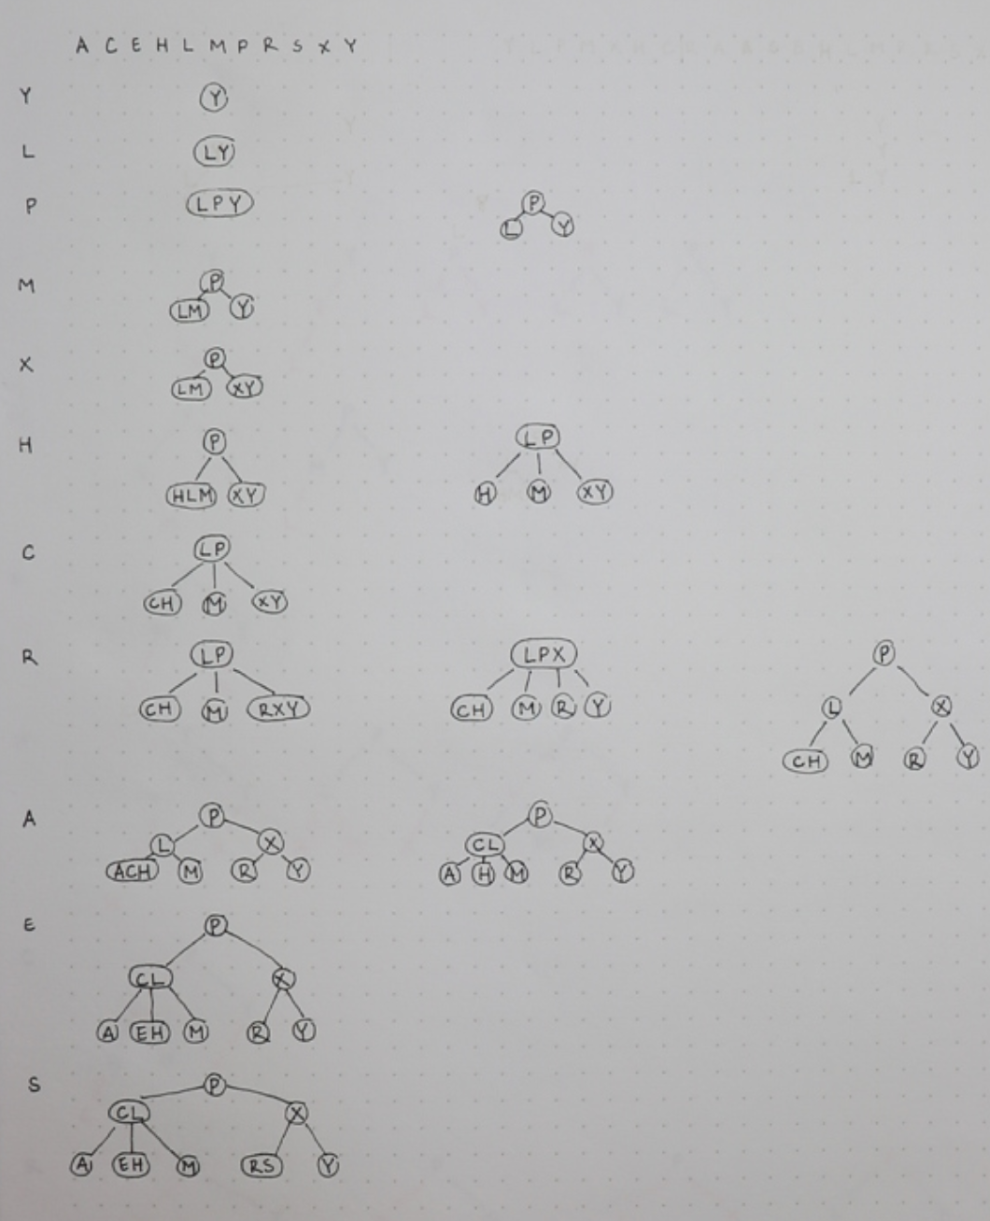 A C E H L M P R S X Y
Y Y
L LY
P LPY P
L Y
M P
LM Y
X P
LM XY
H P LP
HLM XY H M XY
C LP
CH M XY
R LP LPX P
L X
CH M RXY CH M R Y
CH M R Y
A P P
L X CL X
ACH M R Y A H M R Y
E P
CL X
A EH M R Y
S P
CL X
A EH M RS Y